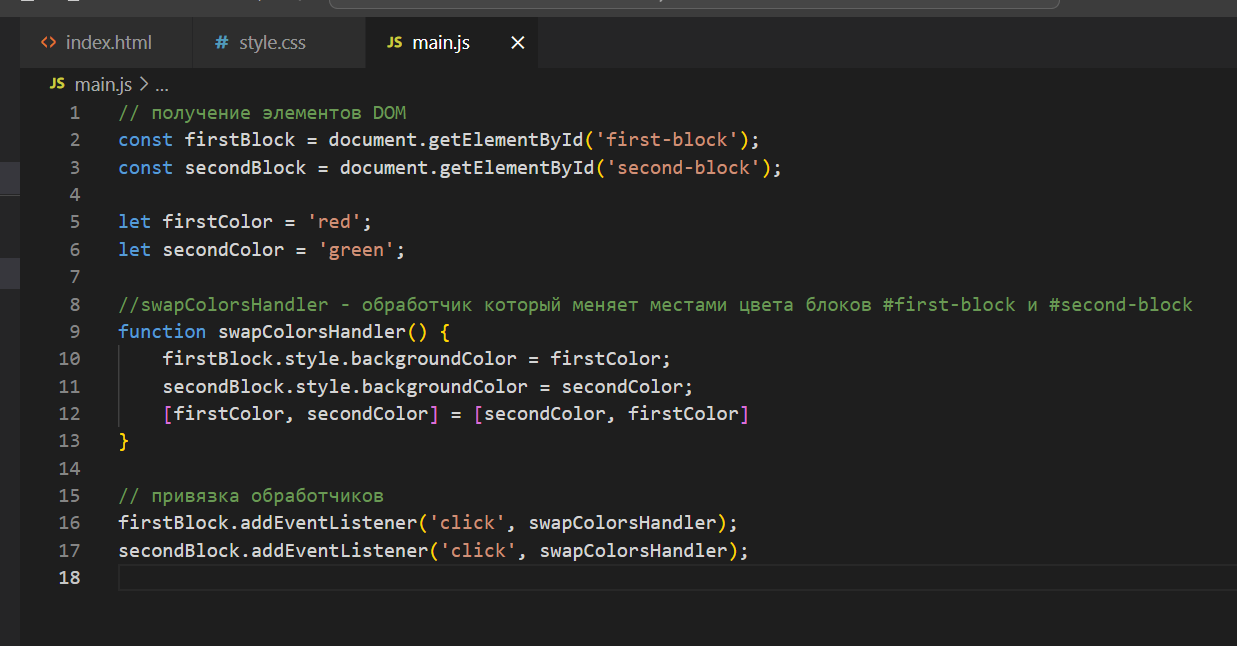 <> index.html
# style.css
JS main.js ×
JS main.js > ...
1 // получение элементов DOM
2 const firstBlock = document.getElementById('first-block');
3 const secondBlock = document.getElementById('second-block');
4
5 let firstColor = 'red';
6 let secondColor = 'green';
7
8 //swapColorsHandler - обработчик который меняет местами цвета блоков #first-block и #second-block
9 function swapColorsHandler() {
10 firstBlock.style.backgroundColor = firstColor;
11 secondBlock.style.backgroundColor = secondColor;
12 [firstColor, secondColor] = [secondColor, firstColor]
13 }
14
15 // привязка обработчиков
16 firstBlock.addEventListener('click', swapColorsHandler);
17 secondBlock.addEventListener('click', swapColorsHandler);
18